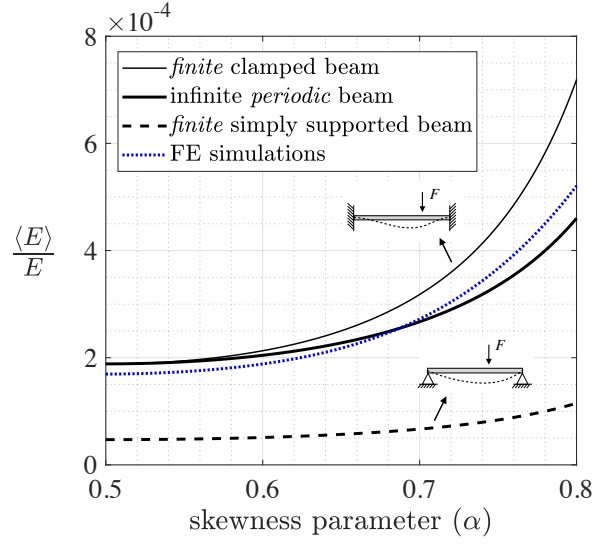 ×10⁻⁴
8
finite clamped beam
infinite periodic beam
finite simply supported beam
FE simulations
6
F
⟨E⟩
E
4
2
F
0
0.5 0.6 0.7 0.8
skewness parameter (α)